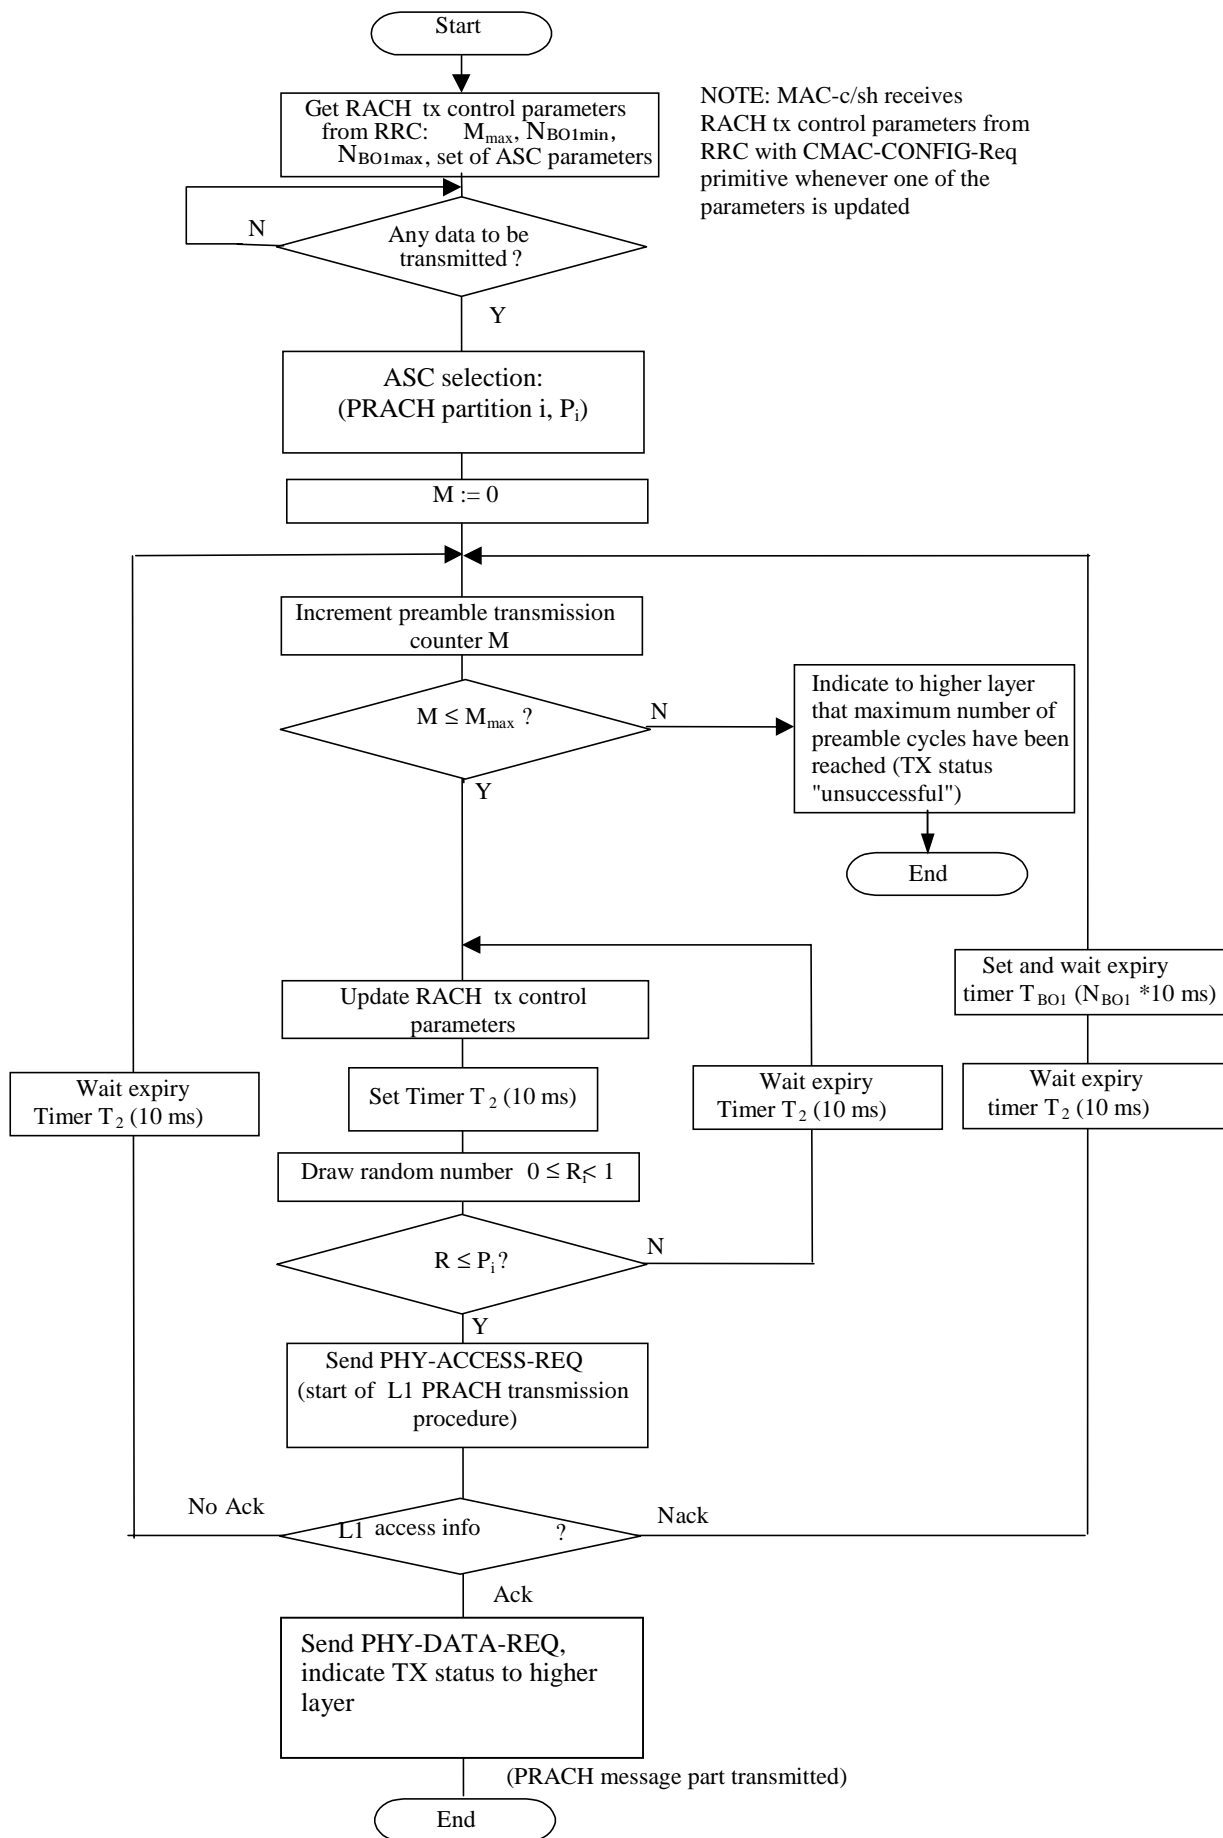 Start
Get RACH tx control parameters
from RRC: Mmax, NBO1min,
NBO1max, set of ASC parameters
NOTE: MAC-c/sh receives
RACH tx control parameters from
RRC with CMAC-CONFIG-Req
primitive whenever one of the
parameters is updated
N
Any data to be
transmitted ?
Y
ASC selection:
(PRACH partition i, Pi)
M := 0
Increment preamble transmission
counter M
M ≤ Mmax ?
N
Y
Indicate to higher layer
that maximum number of
preamble cycles have been
reached (TX status
"unsuccessful")
End
Update RACH tx control
parameters
Set and wait expiry
timer TBO1 (NBO1 *10 ms)
Wait expiry
Timer T2 (10 ms)
Set Timer T2 (10 ms)
Wait expiry
Timer T2 (10 ms)
Wait expiry
timer T2 (10 ms)
Draw random number 0 ≤ Ri< 1
R ≤ Pi ?
N
Y
Send PHY-ACCESS-REQ
(start of L1 PRACH transmission
procedure)
No Ack
L1 access info ?
Nack
Ack
Send PHY-DATA-REQ,
indicate TX status to higher
layer
(PRACH message part transmitted)
End